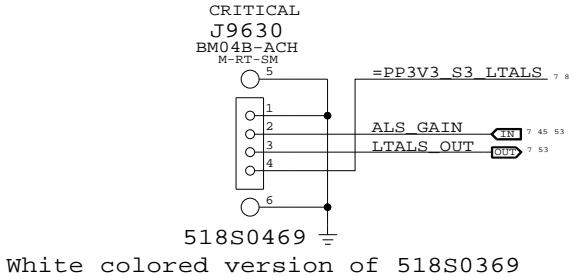 CRITICAL
J9630
BM04B-ACH
M-RT-SM
5
=PP3V3_S3_LTALS 7 8
1
2 ALS_GAIN IN 7 45 53
3 LTALS_OUT OUT 7 53
4
6
518S0469
White colored version of 518S0369